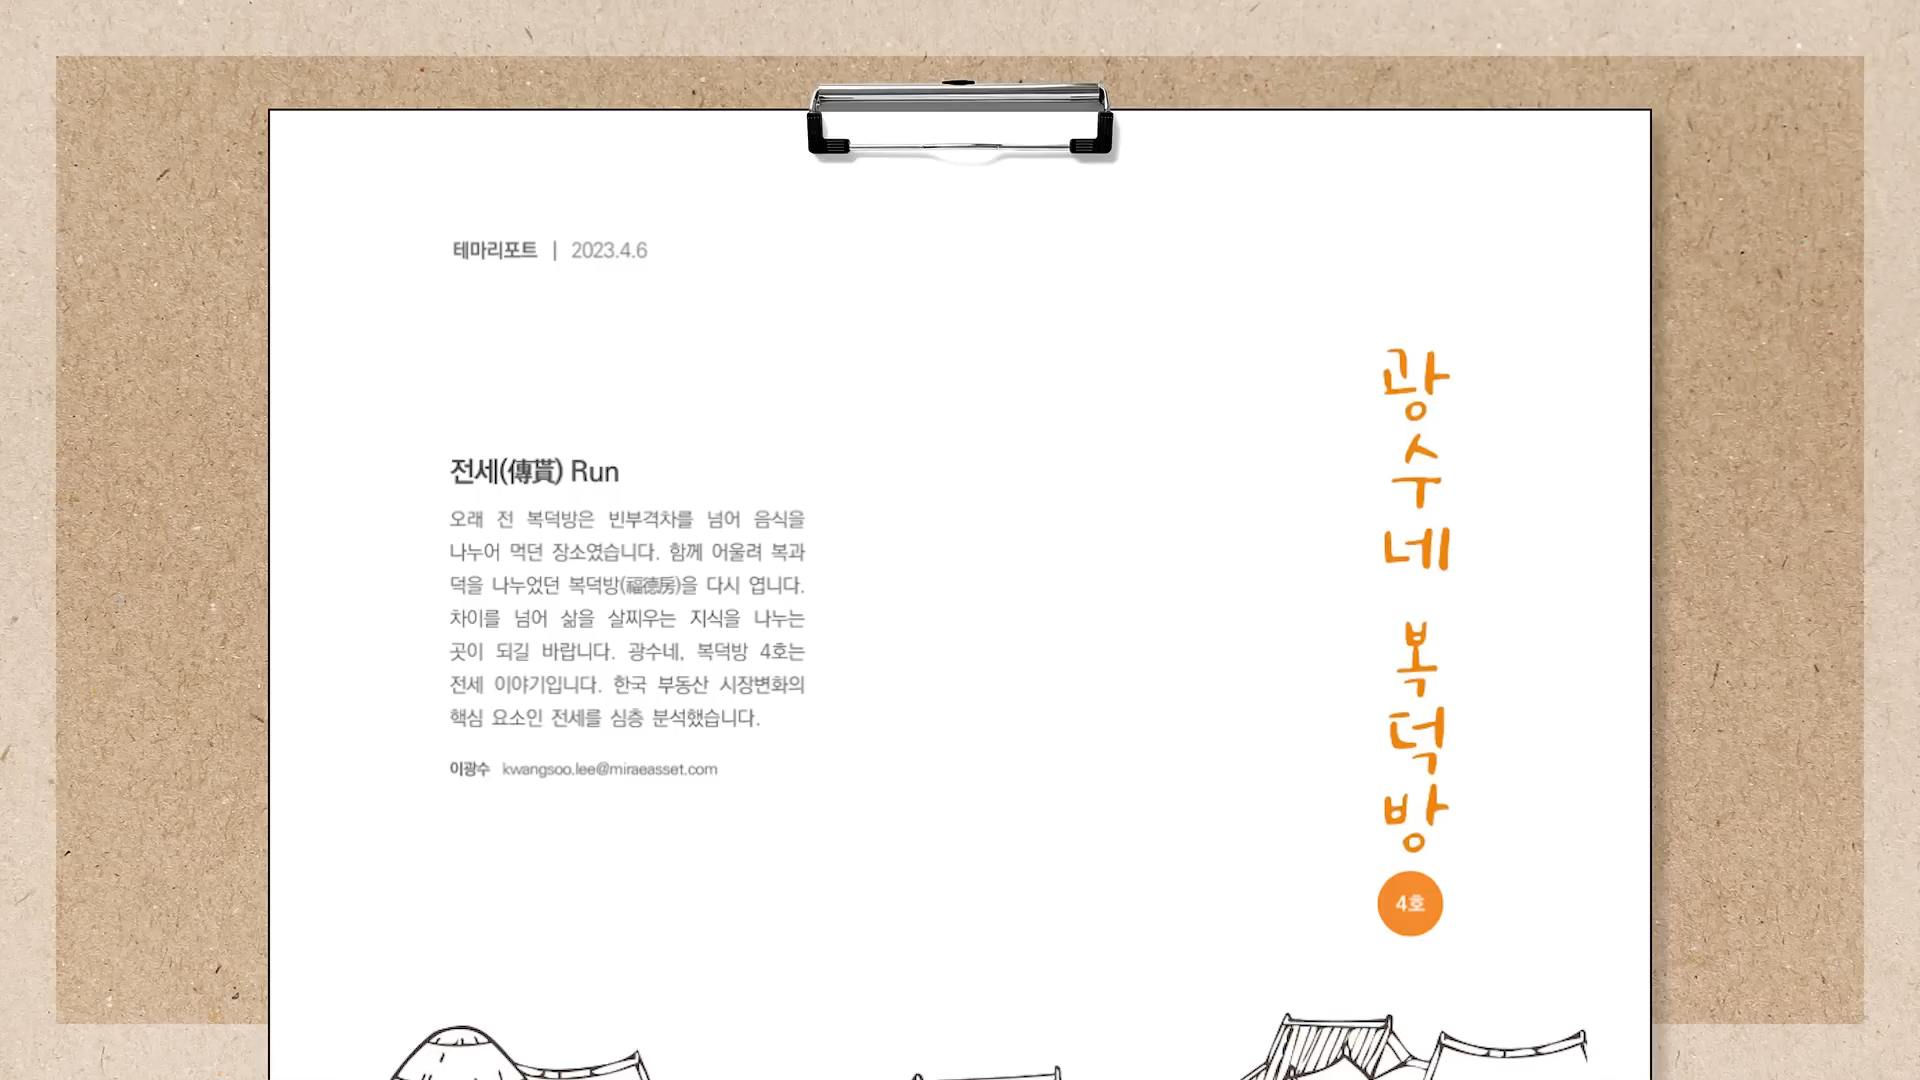 테마리포트 | 2023.4.6
전세(傳貰) Run
오래 전 복덕방은 빈부격차를 넘어 음식을
나누어 먹던 장소였습니다. 함께 어울려 복과
덕을 나누었던 복덕방(福德房)을 다시 엽니다.
차이를 넘어 삶을 살찌우는 지식을 나누는
곳이 되길 바랍니다. 광수네, 복덕방 4호는
전세 이야기입니다. 한국 부동산 시장변화의
핵심 요소인 전세를 심층 분석했습니다.
이광수 kwangsoo.lee@miraeasset.com
광수네 복덕방
4호